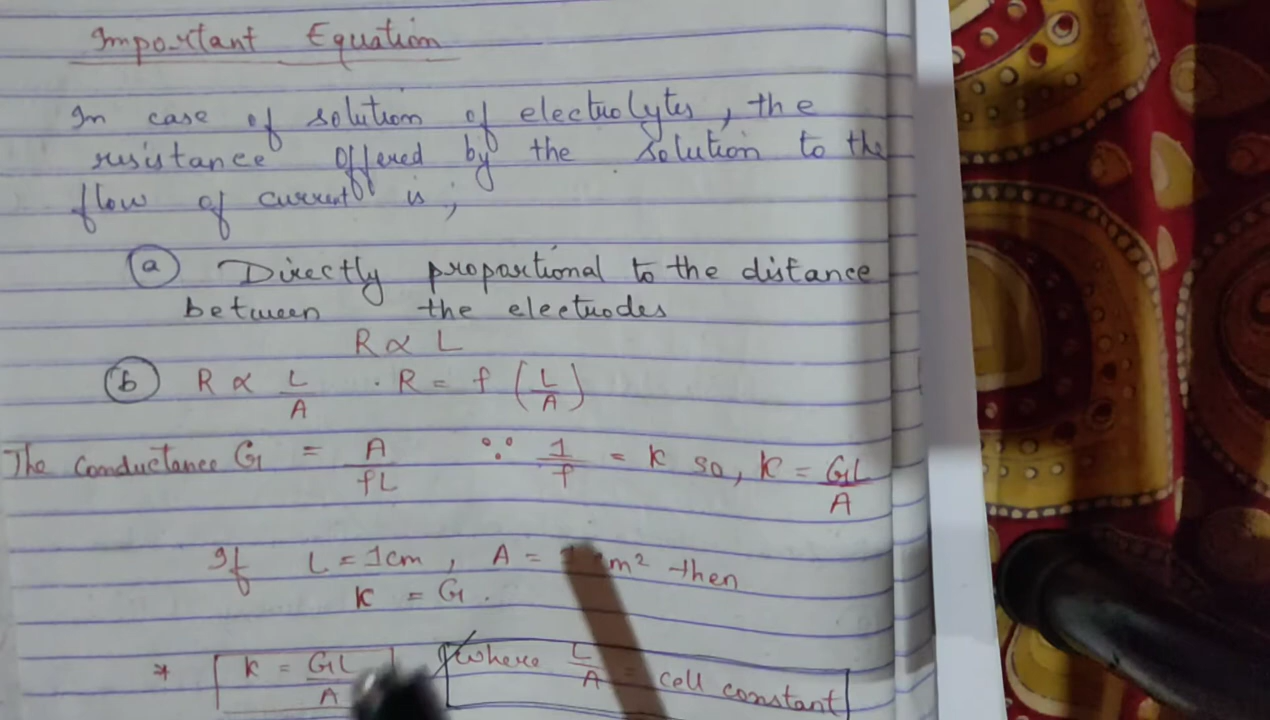 Important Equation
In case of solution of electrolytes, the
resistance offered by the solution to the
flow of current is;
(a) Directly proportional to the distance
between the electrodes
R ∝ L
(b) R ∝ L/A . R = f (L/A)
The Conductance G = A/fL ∵ 1/f = K so, K = GL/A
If L = 1cm, A = m² then
K = G.
* K = GL/A Where L/A = cell constant